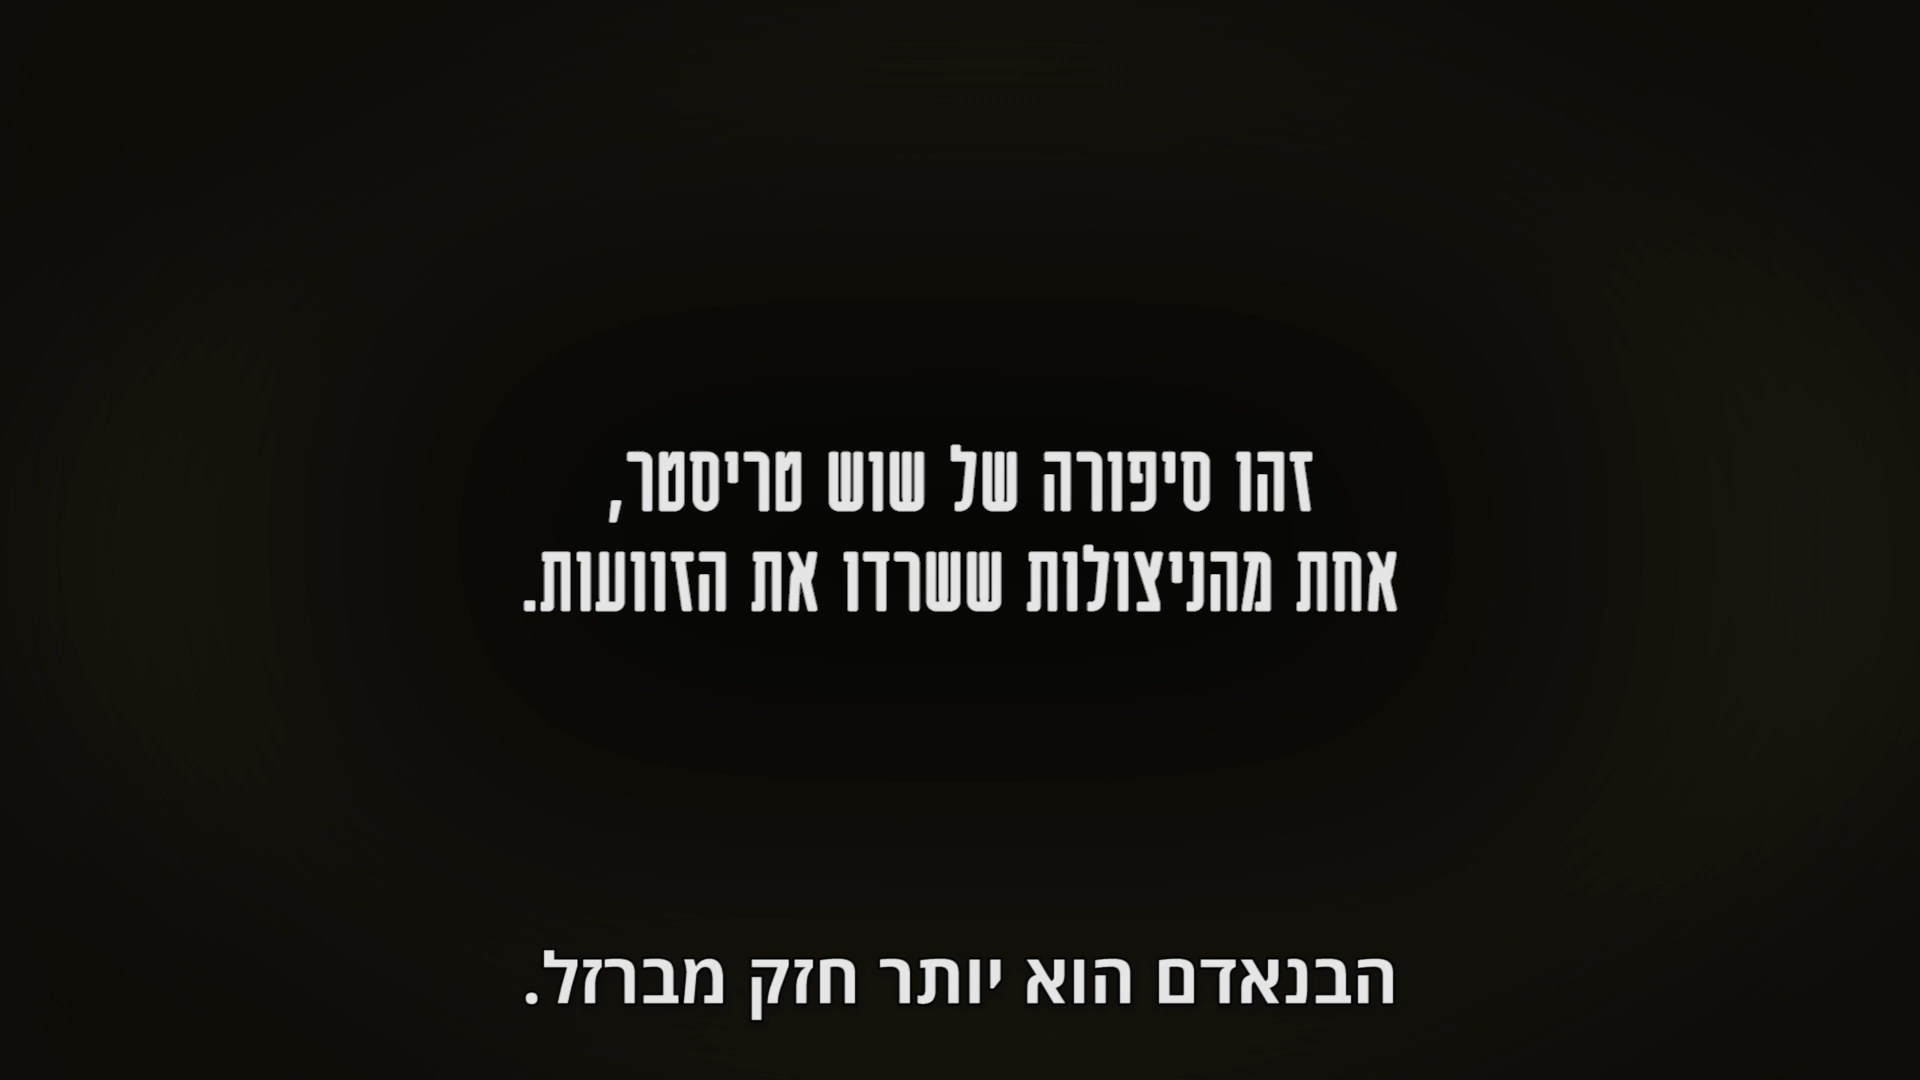 זהו סיפורה של שוש טריסטר,
אחת מהניצולות ששרדו את הזוועות.
הבנאדם הוא יותר חזק מברזל.